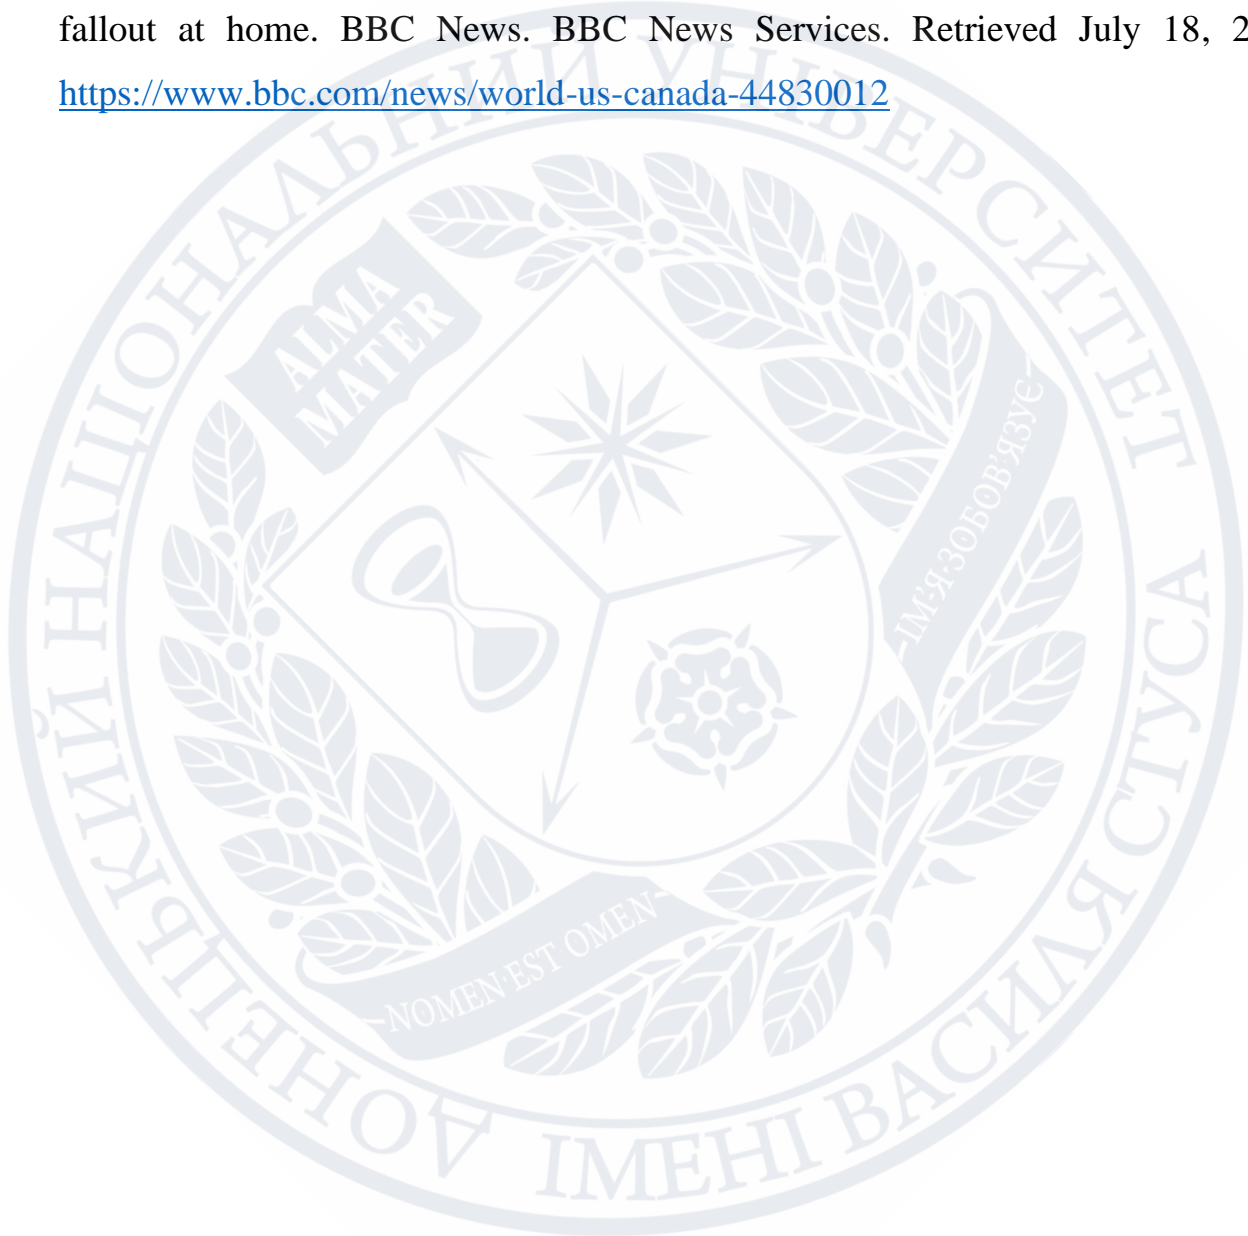 fallout at home. BBC News. BBC News Services. Retrieved July 18, 2
https://www.bbc.com/news/world-us-canada-44830012
ДОНЕЦЬКИЙ НАЦІОНАЛЬНИЙ УНІВЕРСИТЕТ ІМЕНІ ВАСИЛЯ СТУСА
ALMA
MATER
ІМ'Я·ЗОБОВ'ЯЗУЄ
NOMEN·EST OMEN